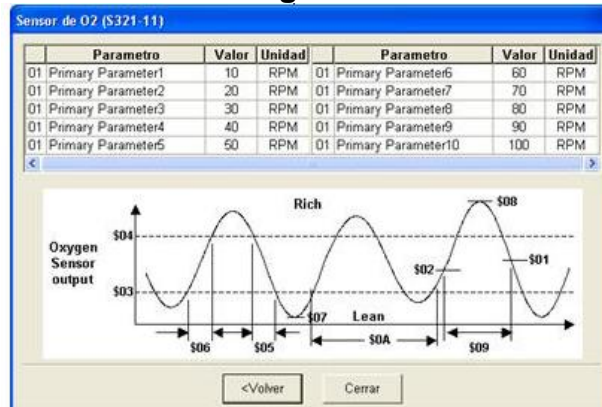 Sensor de O2 (S321-11)
Parametro Valor Unidad Parametro Valor Unidad
01 Primary Parameter1 10 RPM 01 Primary Parameter6 60 RPM
01 Primary Parameter2 20 RPM 01 Primary Parameter7 70 RPM
01 Primary Parameter3 30 RPM 01 Primary Parameter8 80 RPM
01 Primary Parameter4 40 RPM 01 Primary Parameter9 90 RPM
01 Primary Parameter5 50 RPM 01 Primary Parameter10 100 RPM
Rich
$08
$04
Oxygen
Sensor
output
$01
$02
$03
$07
Lean
$06 $05 $0A $09
<Volver Cerrar